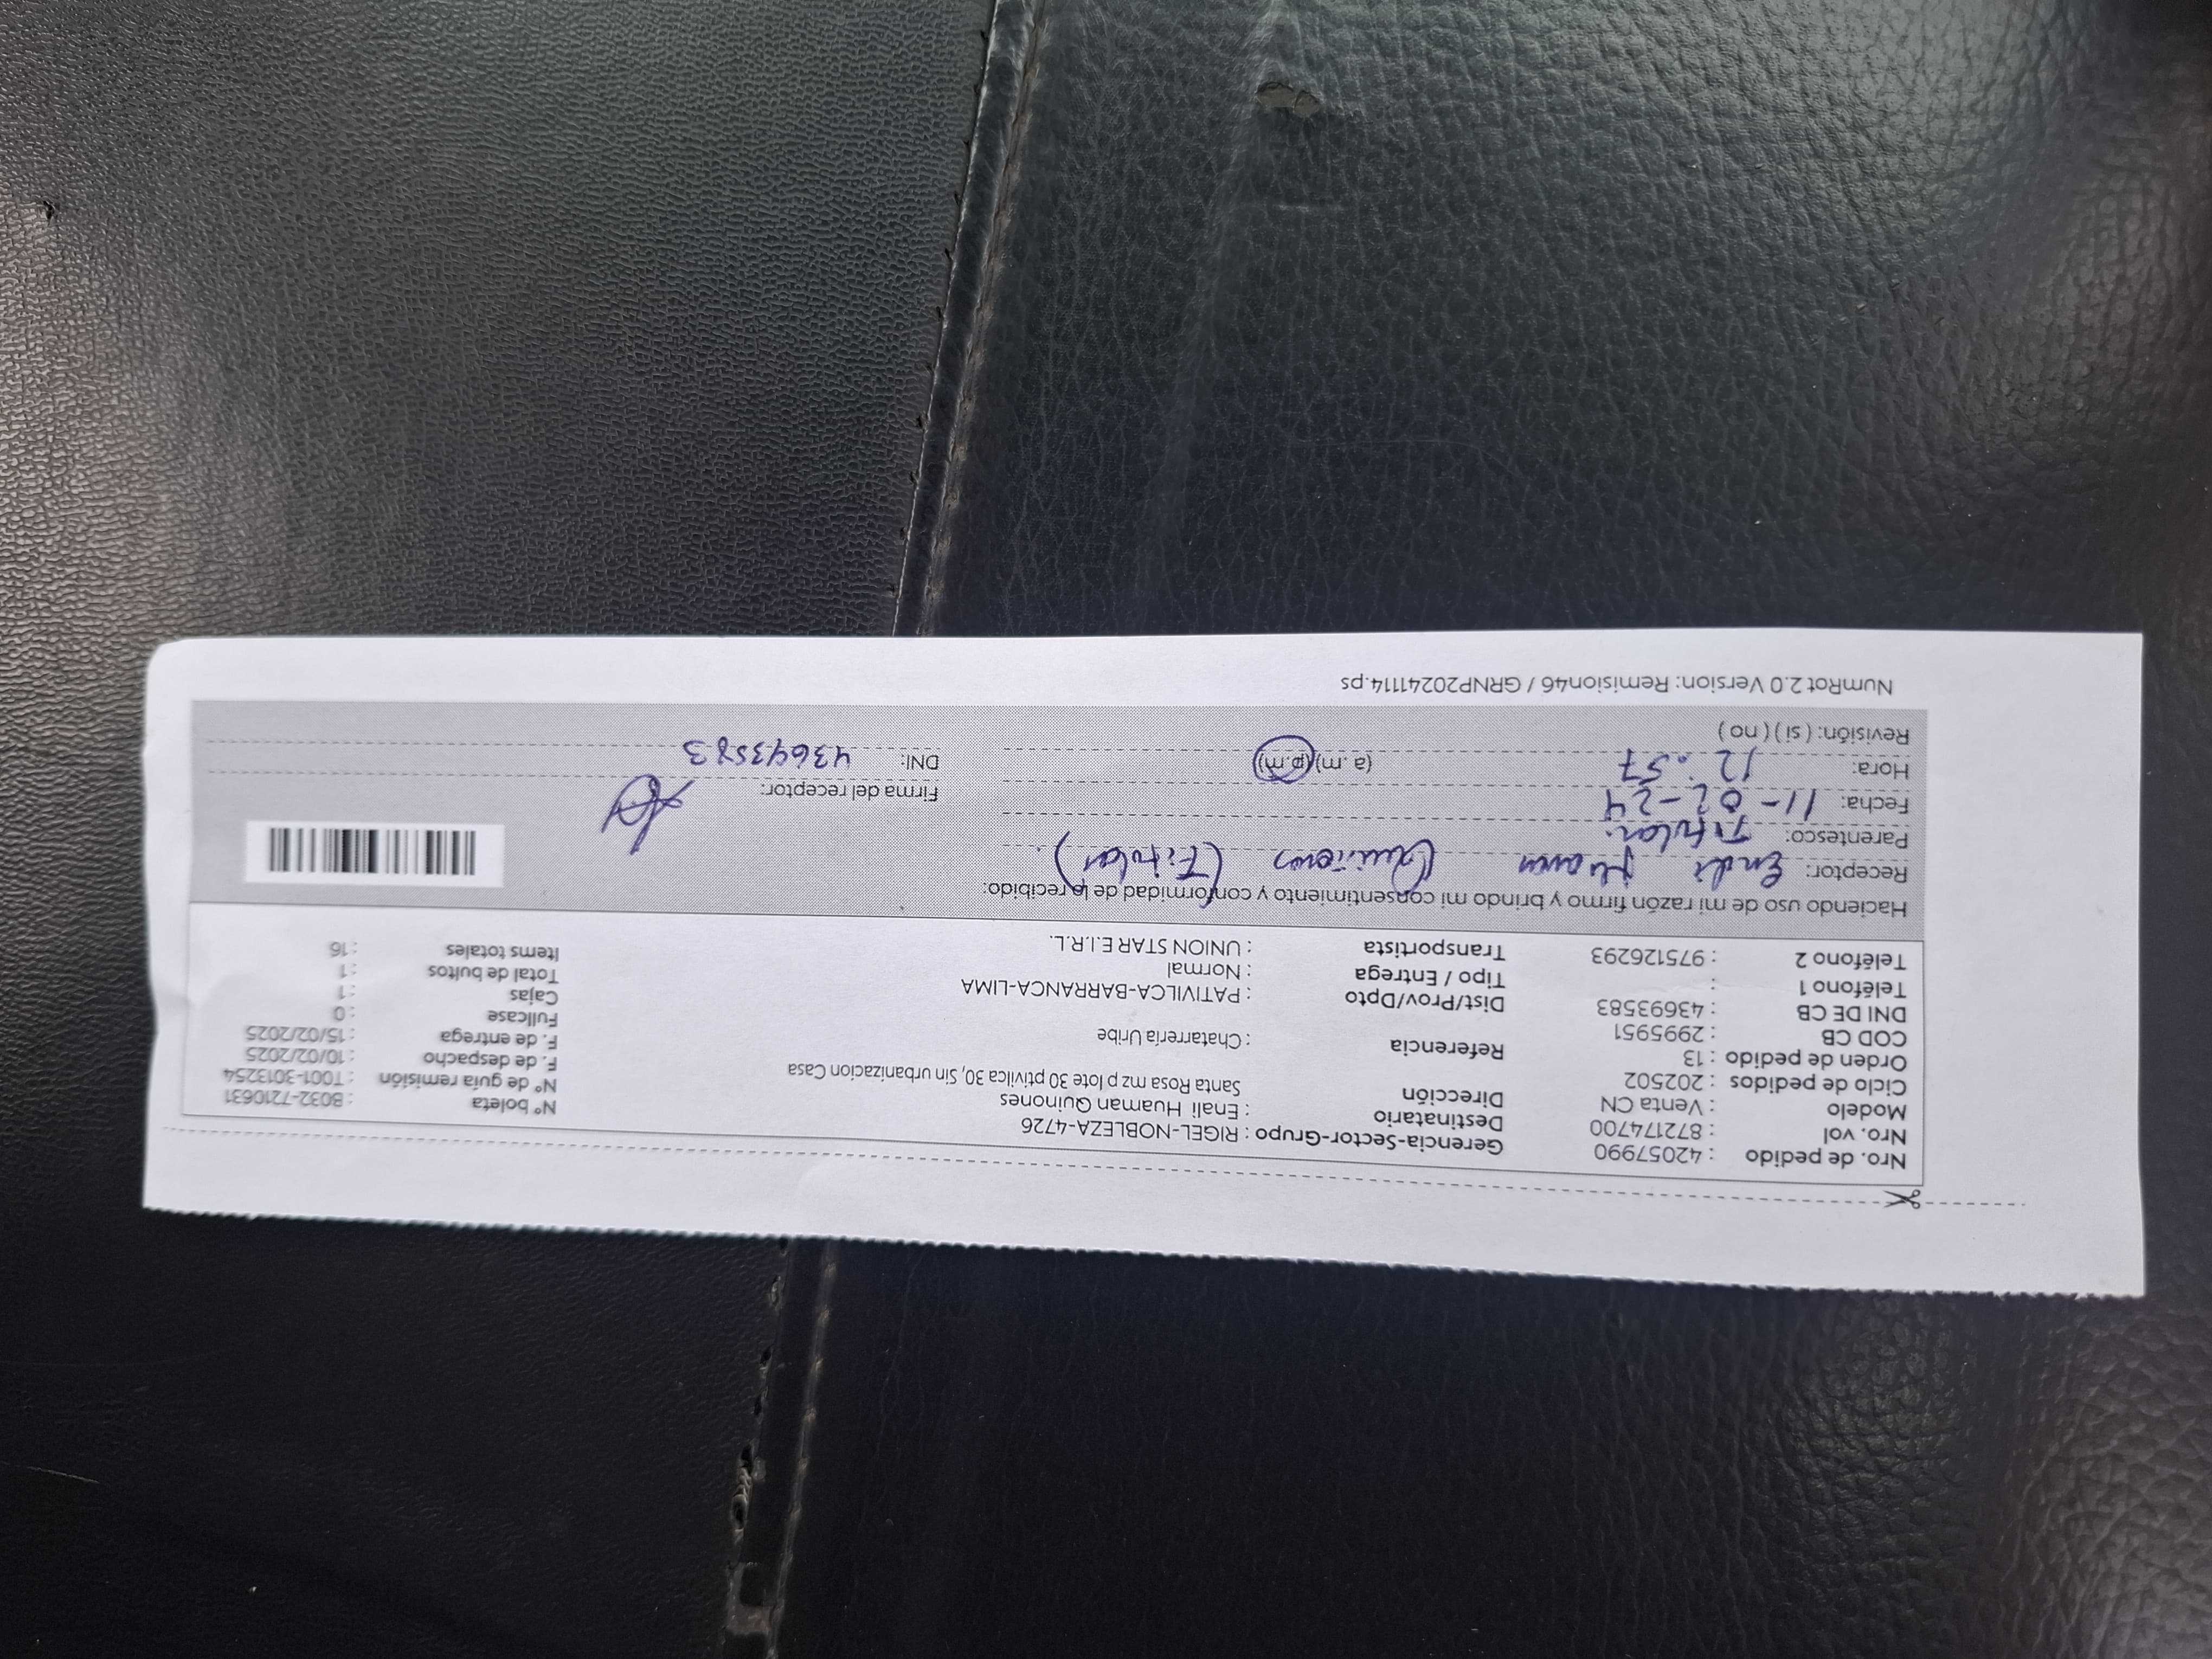 Nro. de pedido : 42057990 Gerencia-Sector-Grupo : RIGEL-NOBLEZA-4726 Nº boleta : B032-7210631
Nro. vol : 872174700 Destinatario : Enali Huaman Quinones Nº de guía remisión : T001-3013254
Modelo : Venta CN Dirección Santa Rosa mz p lote 30 ptivilca 30, Sin urbanizacion Casa F. de despacho : 10/02/2025
Ciclo de pedidos : 202502 F. de entrega : 15/02/2025
Orden de pedido : 13 Referencia : Chatarreria Uribe Fullcase : 0
COD CB : 2995951 Dist/Prov/Dpto : PATIVILCA-BARRANCA-LIMA Cajas : 1
DNI DE CB : 43693583 Tipo / Entrega : Normal Total de bultos : 1
Teléfono 1 : Transportista : UNION STAR E.I.R.L. Items totales : 16
Teléfono 2 : 975126293
Haciendo uso de mi razón firmo y brindo mi consentimiento y conformidad de lo recibido:
Receptor: (Titular).
Parentesco: Titular.
Fecha: 11-02-24 Firma del receptor:
Hora: 12:57 (a.m) (p.m) DNI: 43693583
Revisión: ( si ) ( no )
NumRot 2.0 Version: Remision46 / GRNP20241114.ps